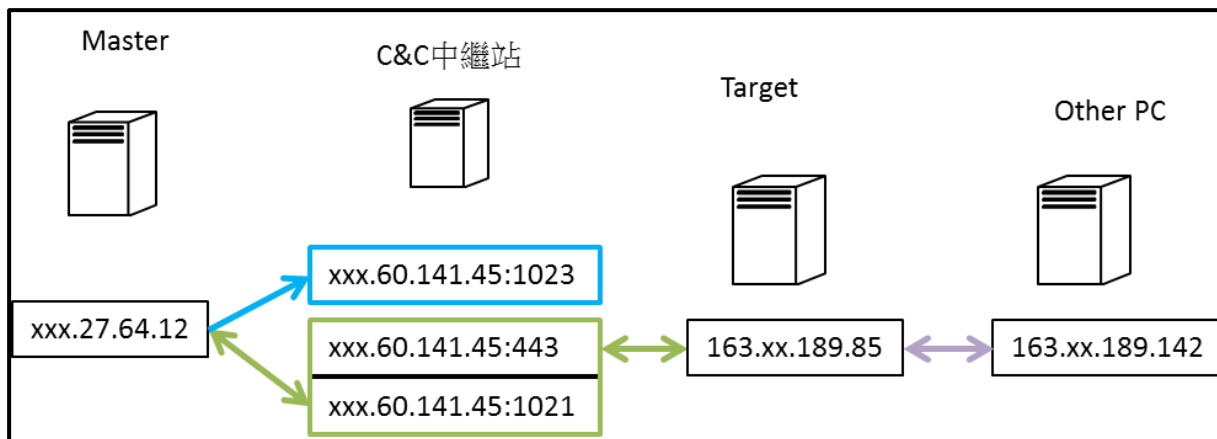 Master
C&C中繼站
Target
Other PC
xxx.60.141.45:1023
xxx.27.64.12
xxx.60.141.45:443
163.xx.189.85
163.xx.189.142
xxx.60.141.45:1021